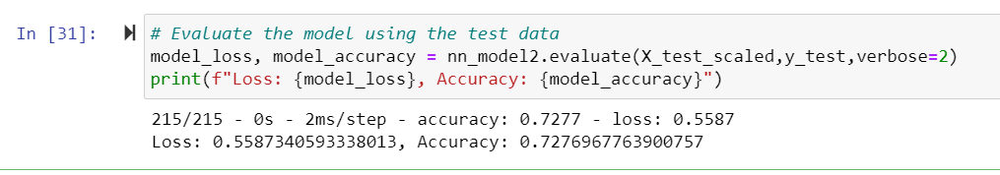 In [31]:
# Evaluate the model using the test data
model_loss, model_accuracy = nn_model2.evaluate(X_test_scaled,y_test,verbose=2)
print(f"Loss: {model_loss}, Accuracy: {model_accuracy}")
215/215 - 0s - 2ms/step - accuracy: 0.7277 - loss: 0.5587
Loss: 0.5587340593338013, Accuracy: 0.7276967763900757